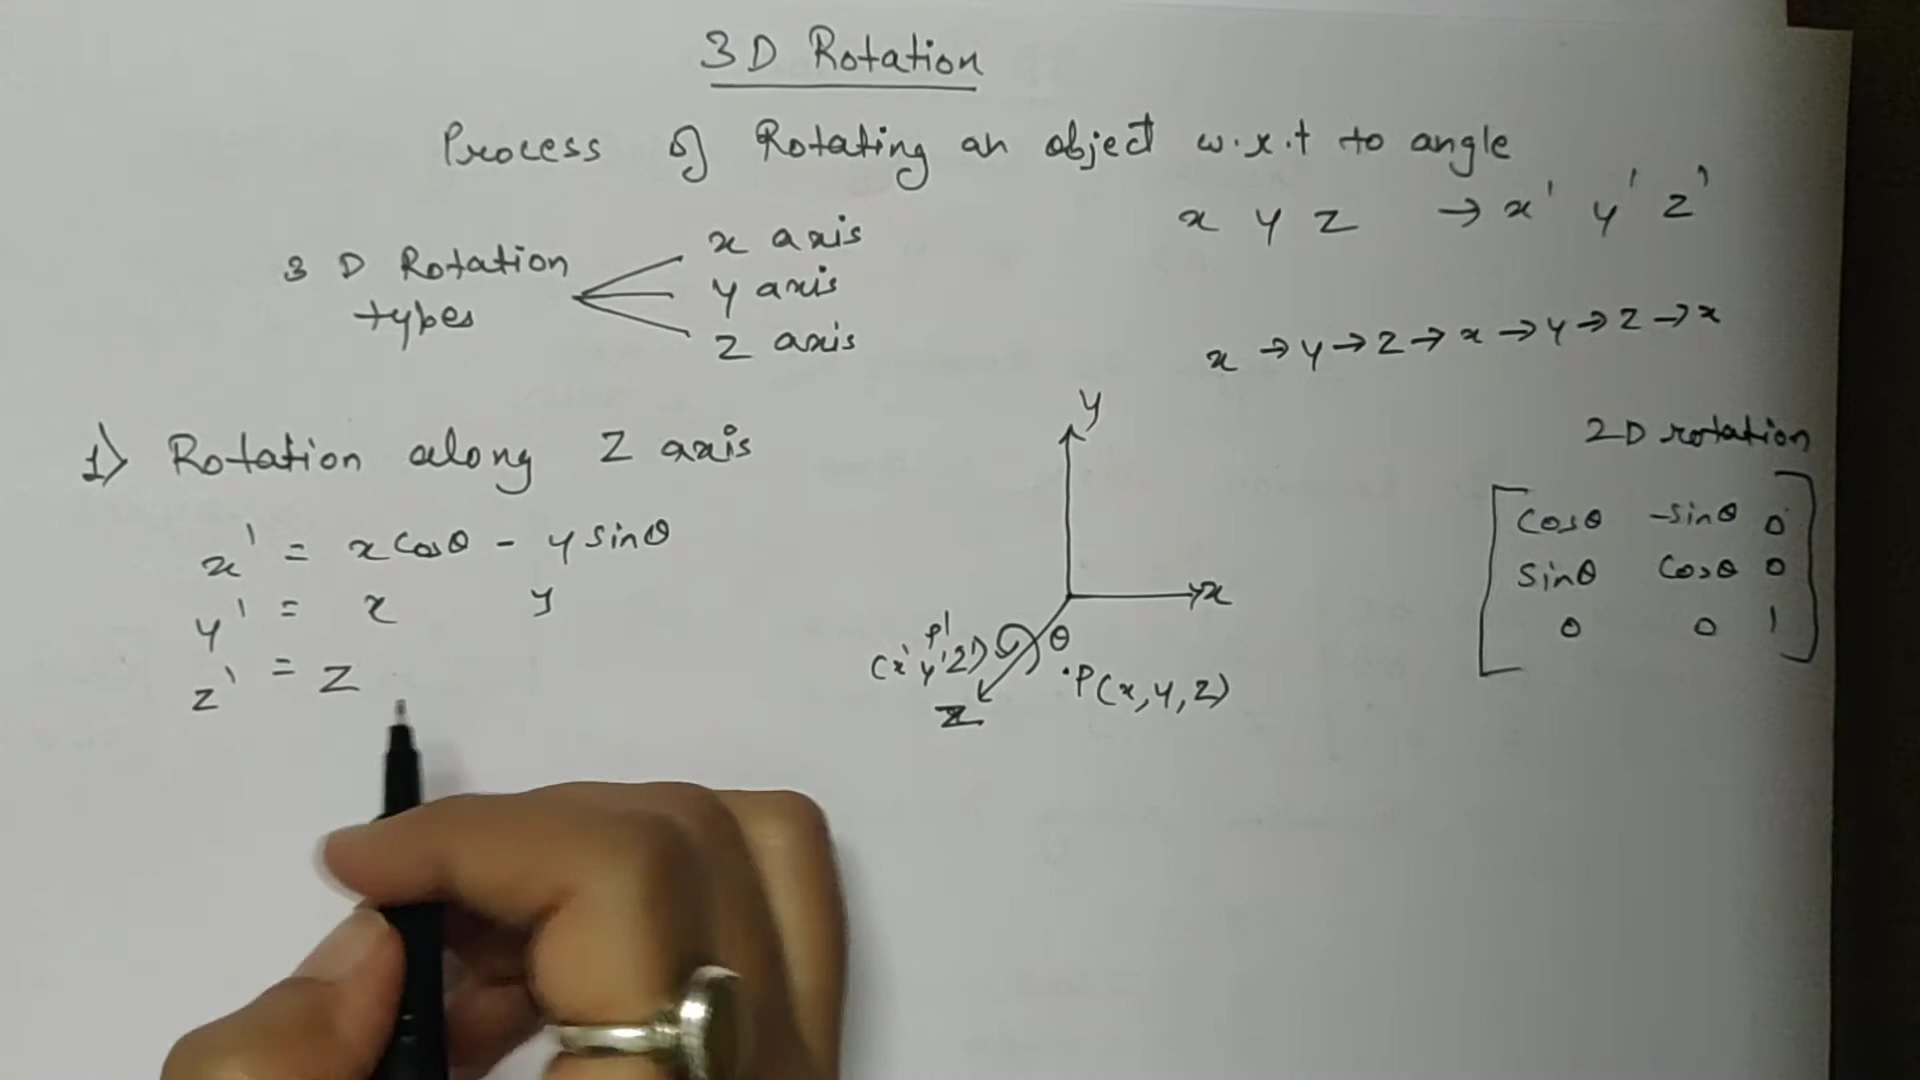 3D Rotation
Process of Rotating an object w.r.t to angle
x y z → x' y' z'
3 D Rotation types
x axis
y axis
z axis
x → y → z → x → y → z → x
1) Rotation along Z axis
x' = x cosθ - y sinθ
y' = x y
z' = z
y
x
θ
P'
(x' y' z')
P(x, y, z)
Z
2D rotation
cosθ -sinθ 0
sinθ cosθ 0
0 0 1